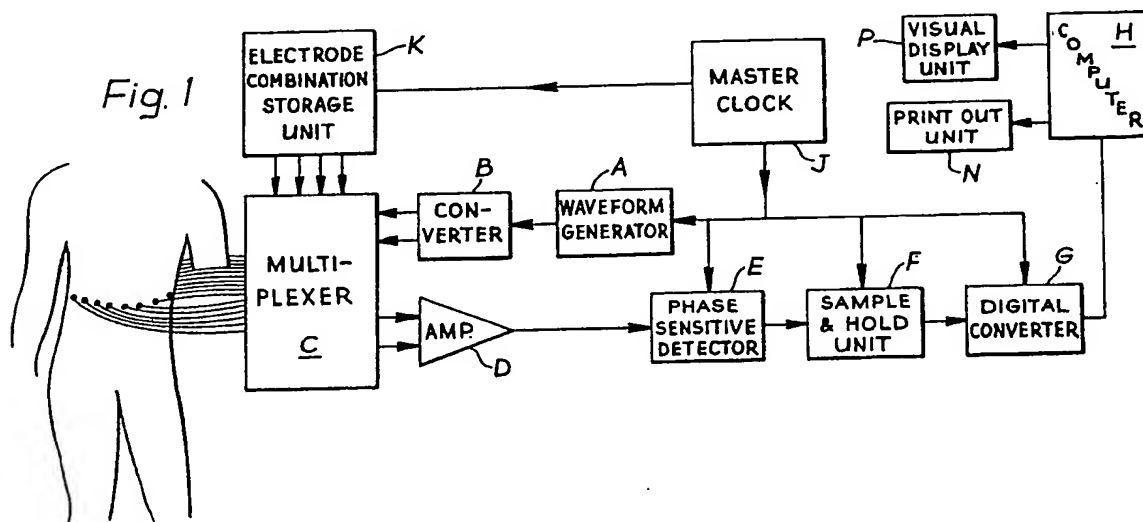 Fig. 1
ELECTRODE
COMBINATION
STORAGE
UNIT
K
MASTER
CLOCK
J
P
VISUAL
DISPLAY
UNIT
PRINT OUT
UNIT
N
H
COMPUTER
MULTI-
PLEXER
C
B
CON-
VERTER
A
WAVEFORM
GENERATOR
AMP.
D
E
PHASE
SENSITIVE
DETECTOR
F
SAMPLE
& HOLD
UNIT
G
DIGITAL
CONVERTER